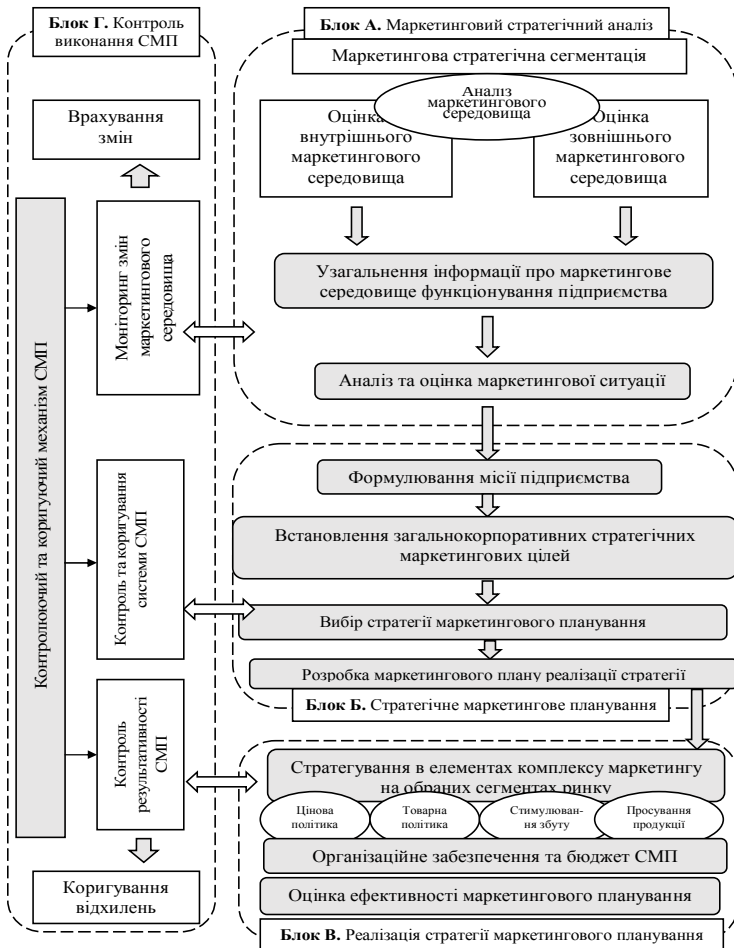 Блок Г. Контроль
виконання СМП
Врахування
змін
Контролюючий та коригуючий механізм СМП
Моніторинг змін
маркетингового
середовища
Контроль та коригування
системи СМП
Контроль
результативності
СМП
Коригування
відхилень
Блок А. Маркетинговий стратегічний аналіз
Маркетингова стратегічна сегментація
Аналіз
маркетингового
середовища
Оцінка
внутрішнього
маркетингового
середовища
Оцінка
зовнішнього
маркетингового
середовища
Узагальнення інформації про маркетингове
середовище функціонування підприємства
Аналіз та оцінка маркетингової ситуації
Формулювання місії підприємства
Встановлення загальнокорпоративних стратегічних
маркетингових цілей
Вибір стратегії маркетингового планування
Розробка маркетингового плану реалізації стратегії
Блок Б. Стратегічне маркетингове планування
Стратегування в елементах комплексу маркетингу
на обраних сегментах ринку
Цінова
політика
Товарна
політика
Стимулюван-
ня збуту
Просування
продукції
Організаційне забезпечення та бюджет СМП
Оцінка ефективності маркетингового планування
Блок В. Реалізація стратегії маркетингового планування